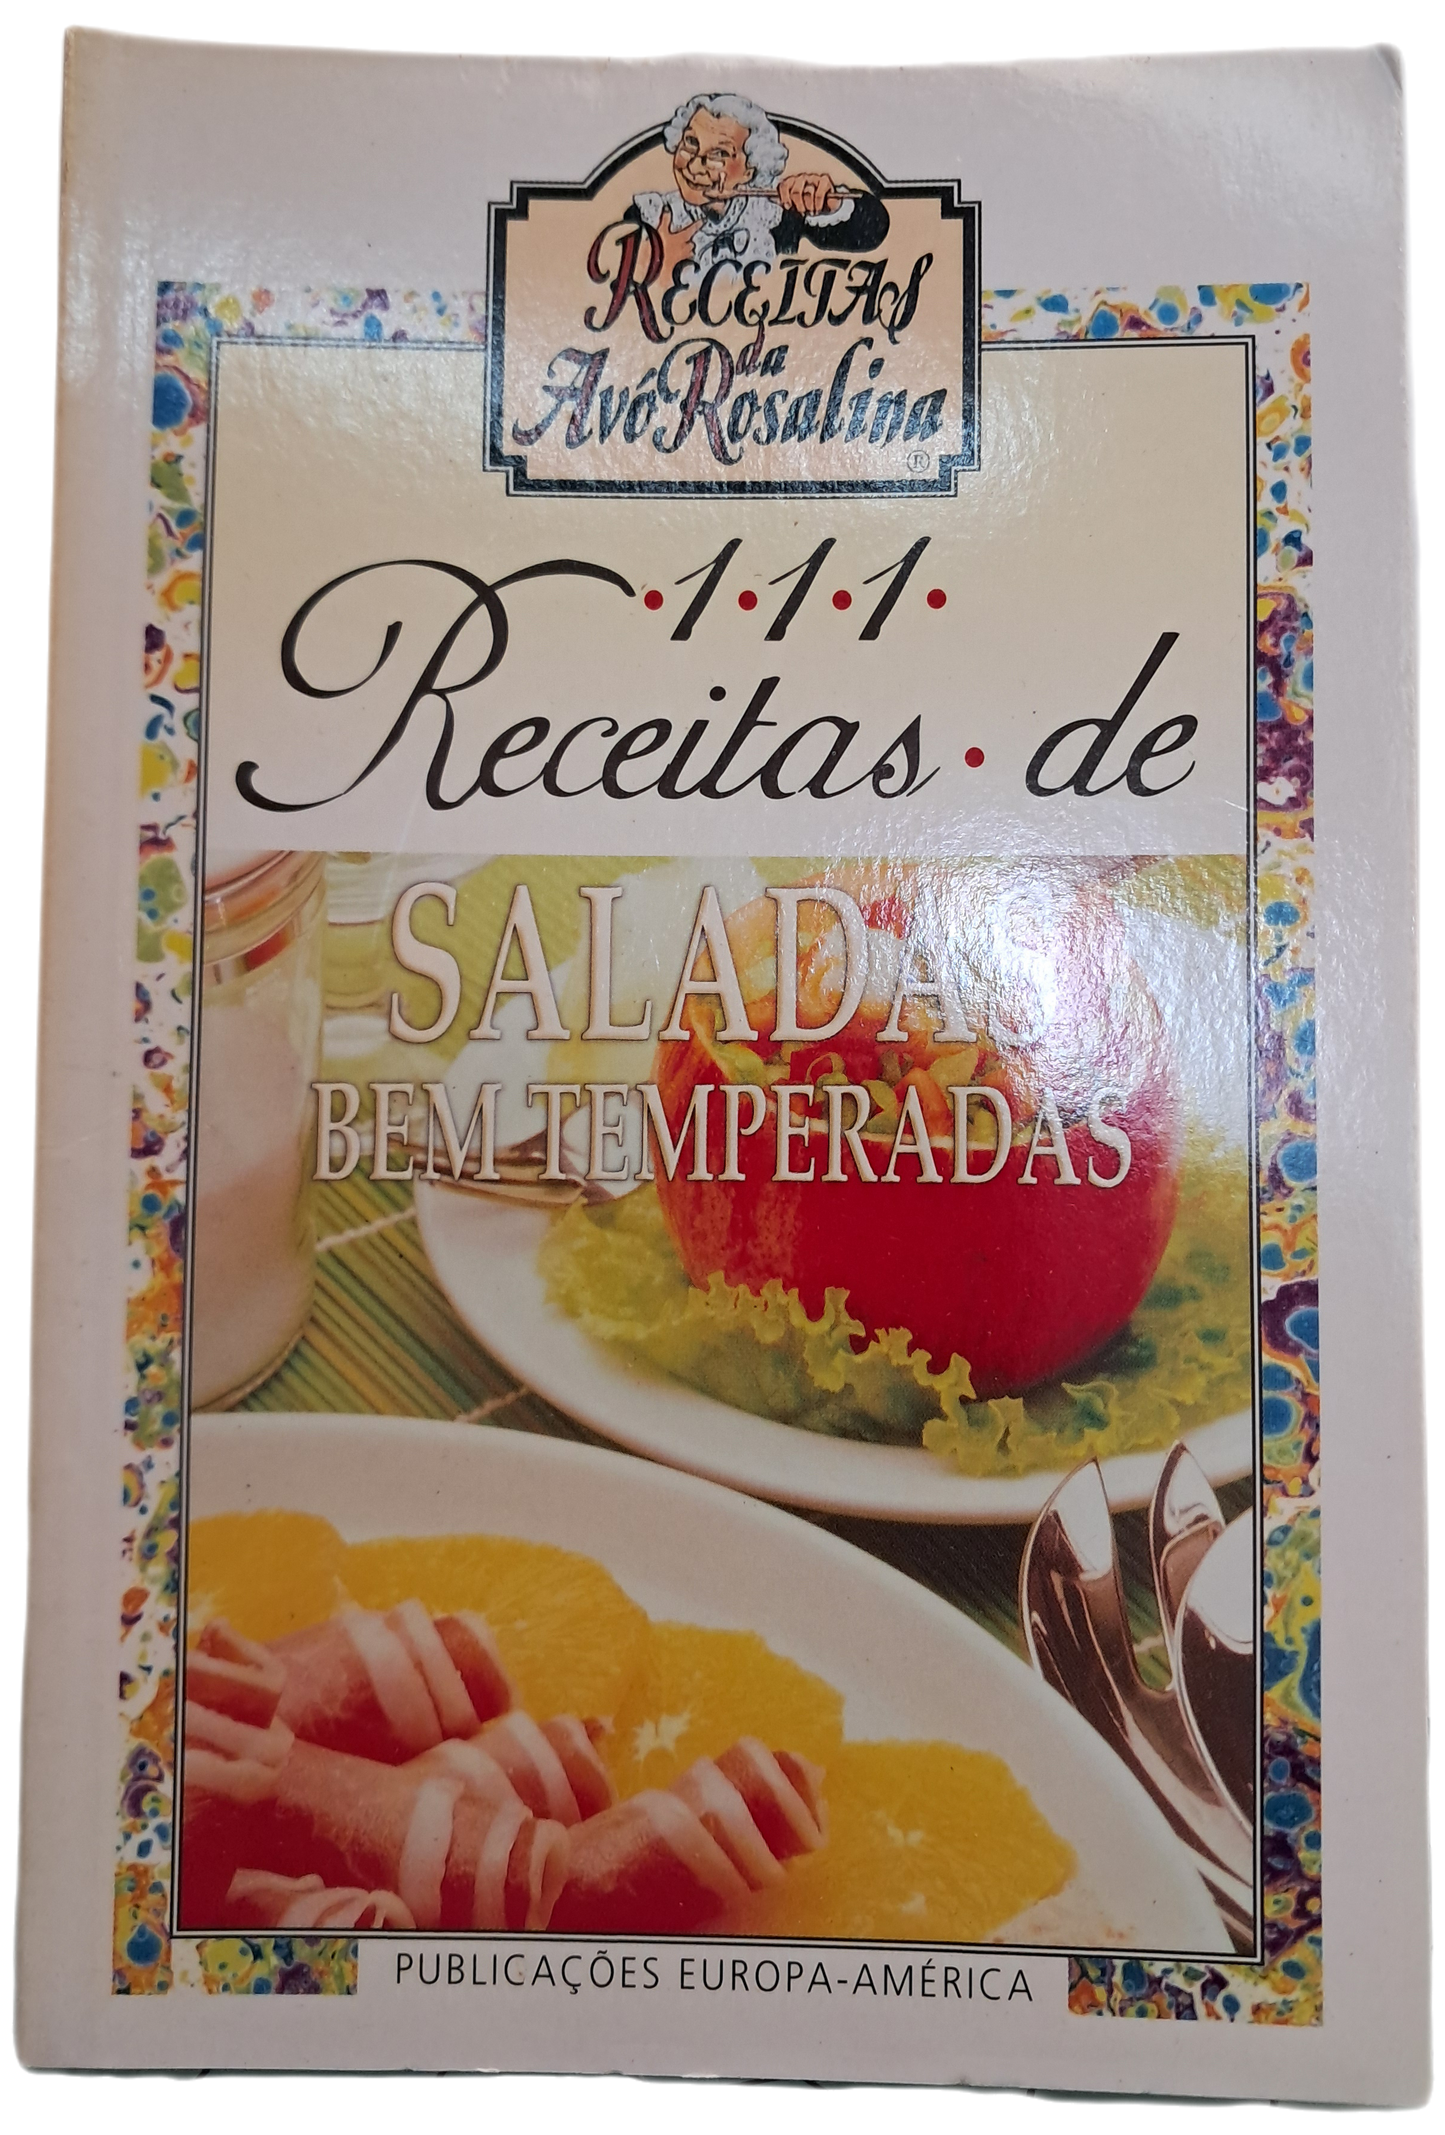 RECEITAS
da
Avó Rosalina
®
·1·1·1·
Receitas · de
SALADAS
BEM TEMPERADAS
PUBLICAÇÕES EUROPA-AMÉRICA